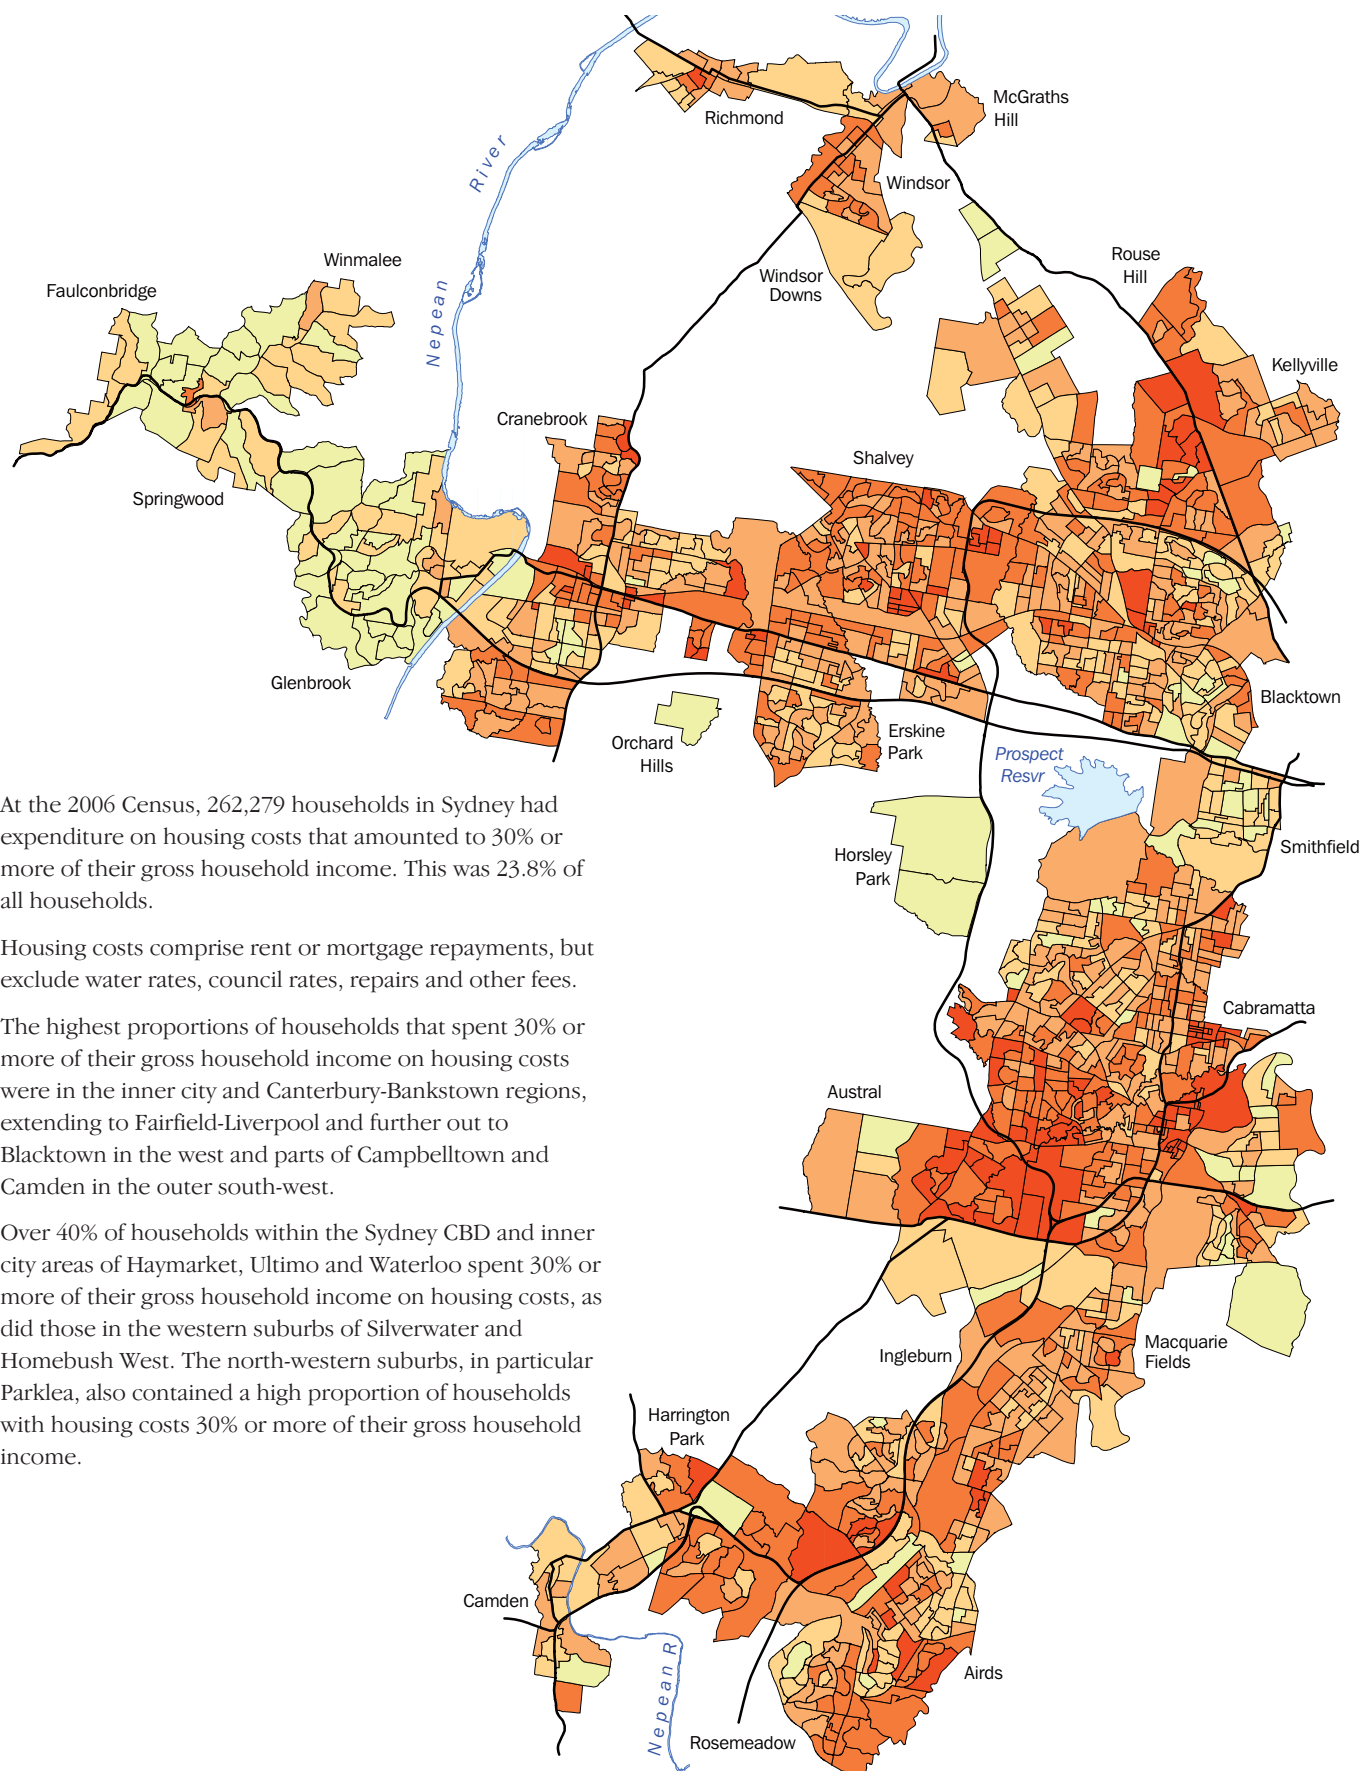 McGraths
Hill
Richmond
River
Windsor
Rouse
Hill
Winmalee
Windsor
Downs
Faulconbridge
Nepean
Kellyville
Cranebrook
Shalvey
Springwood
Glenbrook
Blacktown
Orchard
Hills
Erskine
Park
Prospect
Resvr
At the 2006 Census, 262,279 households in Sydney had
expenditure on housing costs that amounted to 30% or
more of their gross household income. This was 23.8% of
all households.
Housing costs comprise rent or mortgage repayments, but
exclude water rates, council rates, repairs and other fees.
The highest proportions of households that spent 30% or
more of their gross household income on housing costs
were in the inner city and Canterbury-Bankstown regions,
extending to Fairfield-Liverpool and further out to
Blacktown in the west and parts of Campbelltown and
Camden in the outer south-west.
Over 40% of households within the Sydney CBD and inner
city areas of Haymarket, Ultimo and Waterloo spent 30% or
more of their gross household income on housing costs, as
did those in the western suburbs of Silverwater and
Homebush West. The north-western suburbs, in particular
Parklea, also contained a high proportion of households
with housing costs 30% or more of their gross household
income.
Smithfield
Horsley
Park
Cabramatta
Austral
Macquarie
Fields
Ingleburn
Harrington
Park
Camden
Airds
Nepean R
Rosemeadow